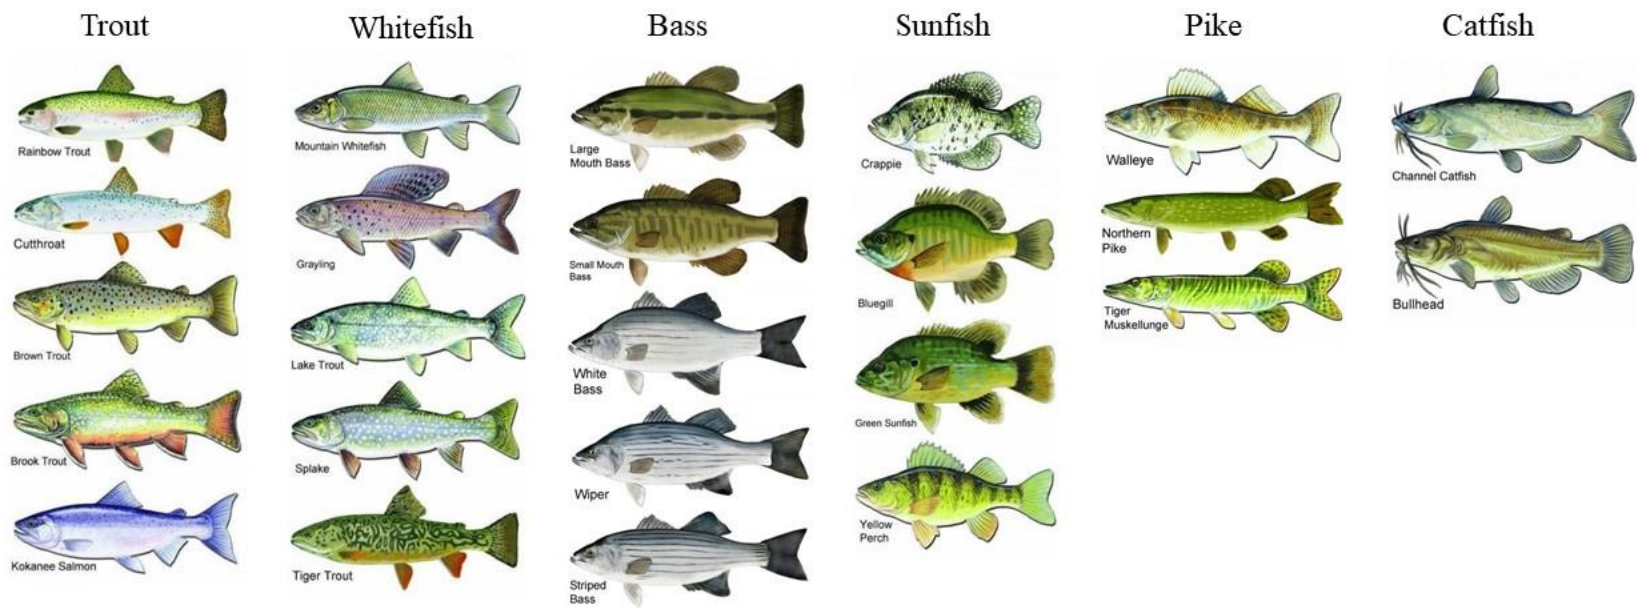 Trout
Rainbow Trout
Cutthroat
Brown Trout
Brook Trout
Kokanee Salmon
Whitefish
Mountain Whitefish
Grayling
Lake Trout
Splake
Tiger Trout
Bass
Large
Mouth Bass
Small Mouth
Bass
White
Bass
Wiper
Striped
Bass
Sunfish
Crappie
Bluegill
Green Sunfish
Yellow
Perch
Pike
Walleye
Northern
Pike
Tiger
Muskellunge
Catfish
Channel Catfish
Bullhead